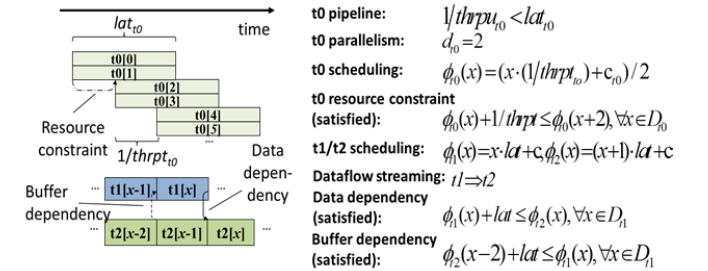 lat_t0
time
t0[0]
t0[1]
t0[2]
t0[3]
t0[4]
t0[5]
...
Resource
constraint
1/thrpt_t0
Data
depen-
dency
Buffer
dependency
... t1[x-1] t1[x] ...
... t2[x-2] t2[x-1] t2[x] ...
t0 pipeline: 1/thrpu_t0 < lat_t0
t0 parallelism: d_t0 = 2
t0 scheduling: ϕ_t0(x)=(x·(1/thrpt_to)+c_t0)/2
t0 resource constraint
(satisfied): ϕ_t0(x)+1/thrpt≤ϕ_t0(x+2),∀x∈D_t0
t1/t2 scheduling: ϕ_t1(x)=x·lat+c,ϕ_t2(x)=(x+1)·lat+c
Dataflow streaming: t1⇒t2
Data dependency
(satisfied): ϕ_t1(x)+lat≤ϕ_t2(x),∀x∈D_t1
Buffer dependency
(satisfied): ϕ_t2(x−2)+lat≤ϕ_t1(x),∀x∈D_t1